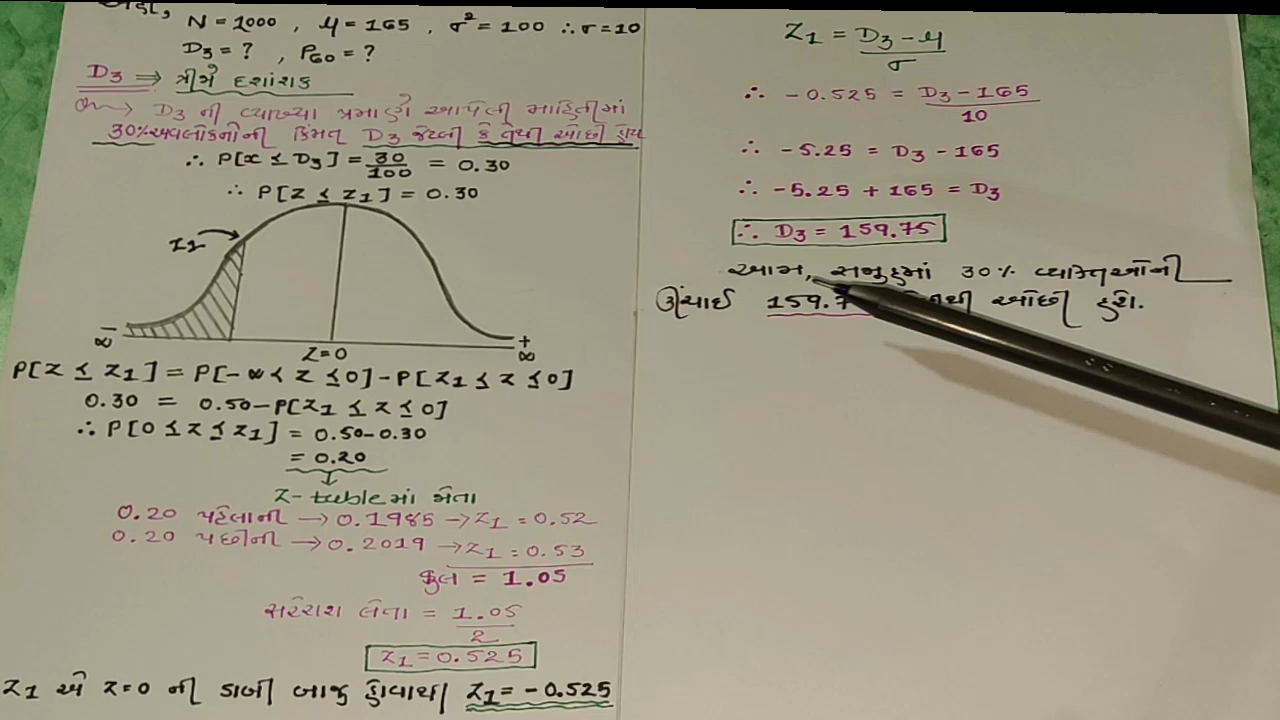 N = 1000 , μ = 165 , σ² = 100 ∴ σ = 10
D₃ = ? , P₆₀ = ?
D₃ ⇒ ત્રીજો દશાંશક
D₃ ની વ્યાખ્યા પ્રમાણે આપેલી માહિતીમાં
30% અવલોકનોની કિંમત D₃ જેટલી કે તેથી ઓછી હોય
∴ P[x ≤ D₃] = 30/100 = 0.30
∴ P[Z ≤ Z₁] = 0.30
Z₁
-∞ Z=0 +∞
P[Z ≤ Z₁] = P[-∞ < Z ≤ 0] - P[Z₁ ≤ Z ≤ 0]
0.30 = 0.50 - P[Z₁ ≤ Z ≤ 0]
∴ P[0 ≤ Z ≤ Z₁] = 0.50 - 0.30
= 0.20
↓
Z- table માં જોતા
0.20 પહેલાની → 0.1985 → Z₁ = 0.52
0.20 પછીની → 0.2019 → Z₁ = 0.53
કુલ = 1.05
સરેરાશ લેતા = 1.05/2
Z₁ = 0.525
Z₁ એ Z=0 ની ડાબી બાજુ હોવાથી Z₁ = -0.525
Z₁ = D₃ - μ/σ
∴ -0.525 = D₃ - 165/10
∴ -5.25 = D₃ - 165
∴ -5.25 + 165 = D₃
∴ D₃ = 159.75
આમ, સમુહમાં 30% વ્યક્તિઓની
ઊંચાઈ 159.7 ઓછી હશે.